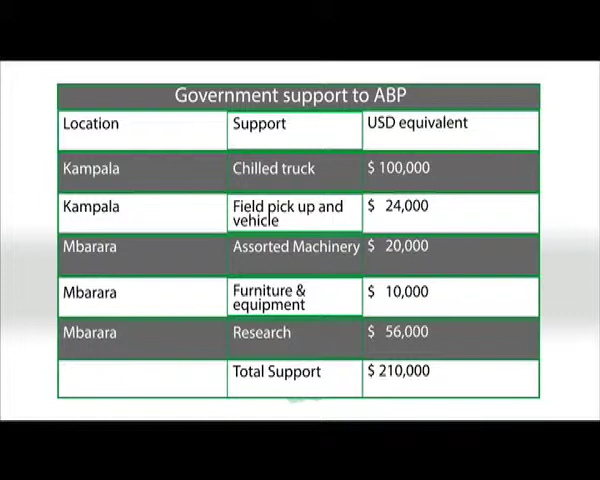 Government support to ABP
Location Support USD equivalent
Kampala Chilled truck $ 100,000
Kampala Field pick up and $ 24,000
vehicle
Mbarara Assorted Machinery $ 20,000
Mbarara Furniture & $ 10,000
equipment
Mbarara Research $ 56,000
Total Support $ 210,000